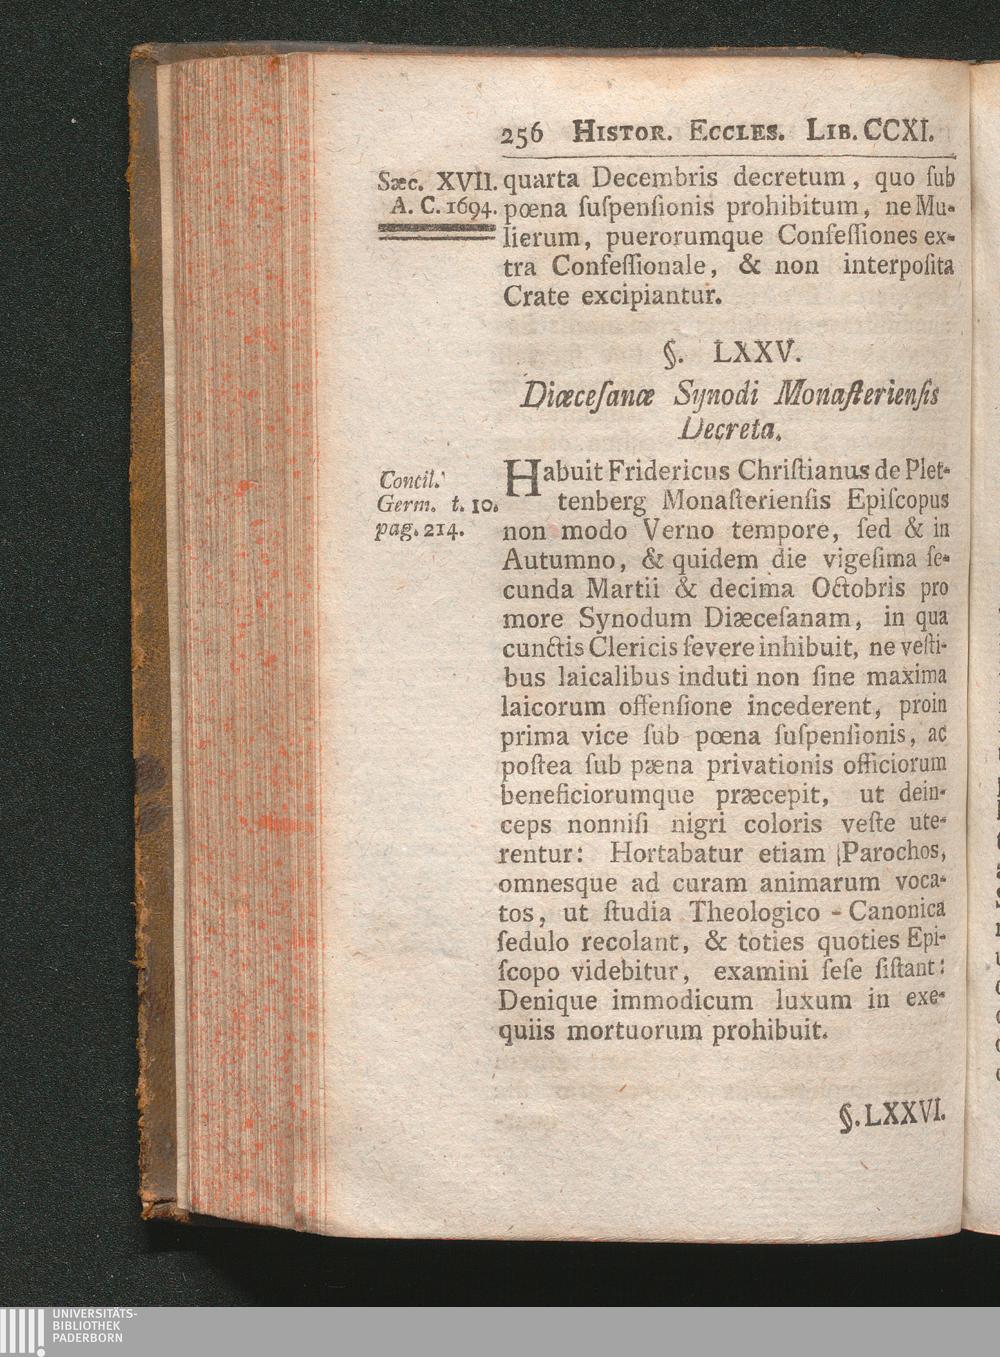 256 Histor. Eccles. Lib. CCXI.
Sæc. XVII.
A. C. 1694.
quarta Decembris decretum, quo ſub
pœna ſuſpenſionis prohibitum, ne Mu-
lierum, puerorumque Confeſſiones ex-
tra Confeſſionale, & non interpoſita
Crate excipiantur.
§. LXXV.
Diœceſanœ Synodi Monaſterienſis
Decreta.
Concil.
Germ. t. 10.
pag. 214.
Habuit Fridericus Chriſtianus de Plet-
tenberg Monaſterienſis Epiſcopus
non modo Verno tempore, ſed & in
Autumno, & quidem die vigeſima ſe-
cunda Martii & decima Octobris pro
more Synodum Diæceſanam, in qua
cunctis Clericis ſevere inhibuit, ne veſti-
bus laicalibus induti non ſine maxima
laicorum offenſione incederent, proin
prima vice ſub pœna ſuſpenſionis, ac
poſtea ſub pæna privationis officiorum
beneficiorumque præcepit, ut dein-
ceps nonniſi nigri coloris veſte ute-
rentur: Hortabatur etiam Parochos,
omnesque ad curam animarum voca-
tos, ut ſtudia Theologico - Canonica
ſedulo recolant, & toties quoties Epi-
ſcopo videbitur, examini ſeſe ſiſtant:
Denique immodicum luxum in exe-
quiis mortuorum prohibuit.
§. LXXVI.
UNIVERSITÄTS-
BIBLIOTHEK
PADERBORN